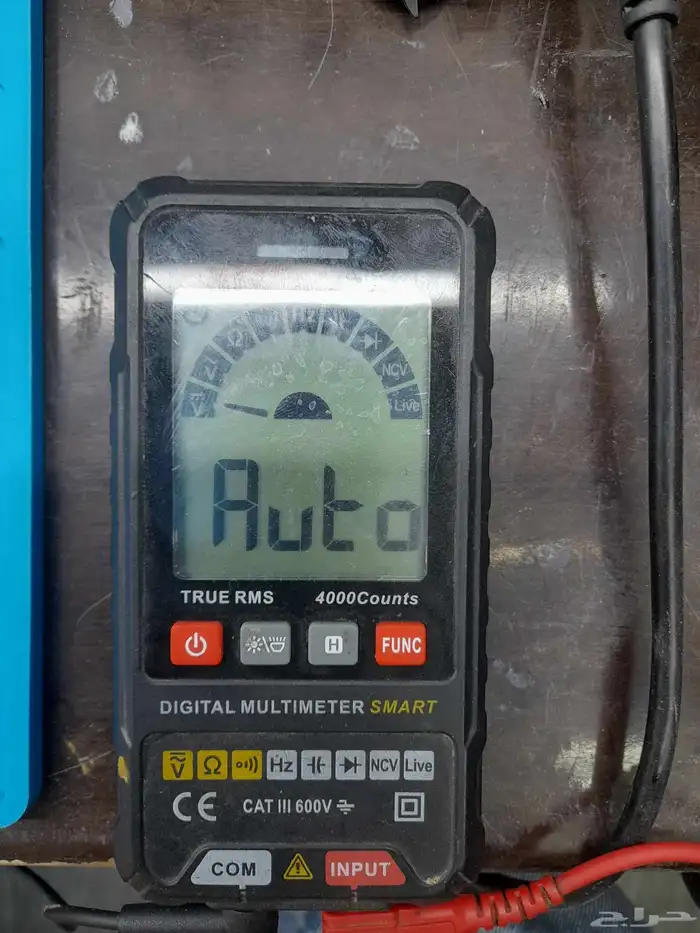 NCV
Live
Auto
TRUE RMS 4000Counts
H FUNC
DIGITAL MULTIMETER SMART
V Ω Hz NCV Live
CE CAT III 600V
COM INPUT
حراج